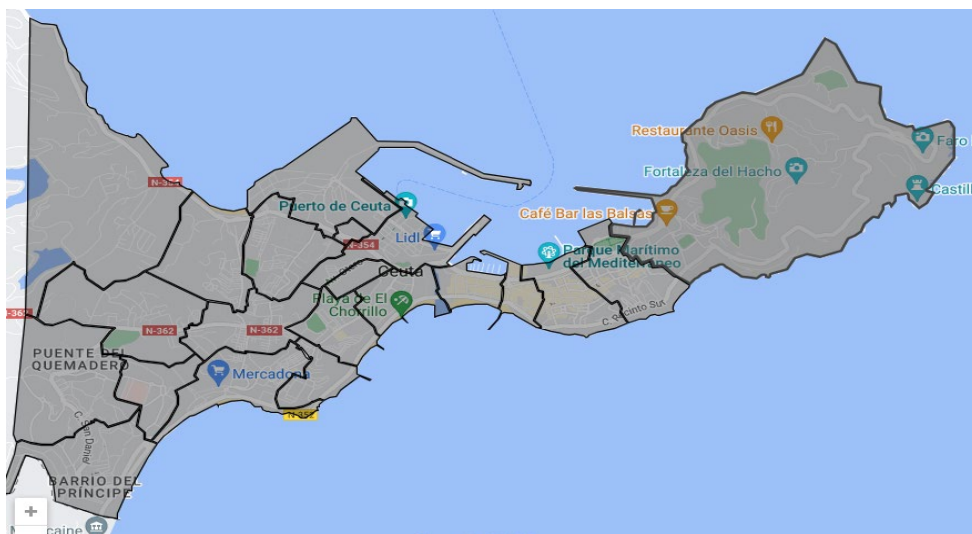 Restaurante Oasis
Faro
Fortaleza del Hacho
N-354
Castill
Puerto de Ceuta
Café Bar las Balsas
Lidl
N-354
Parque Marítimo
del Mediterráneo
Ceuta
Playa de El
Chorrillo
C. Recinto Sur
N-362
N-362
PUENTE DEL
QUEMADERO
Mercadona
N-352
C. San Daniel
BARRIO DEL
PRÍNCIPE
+